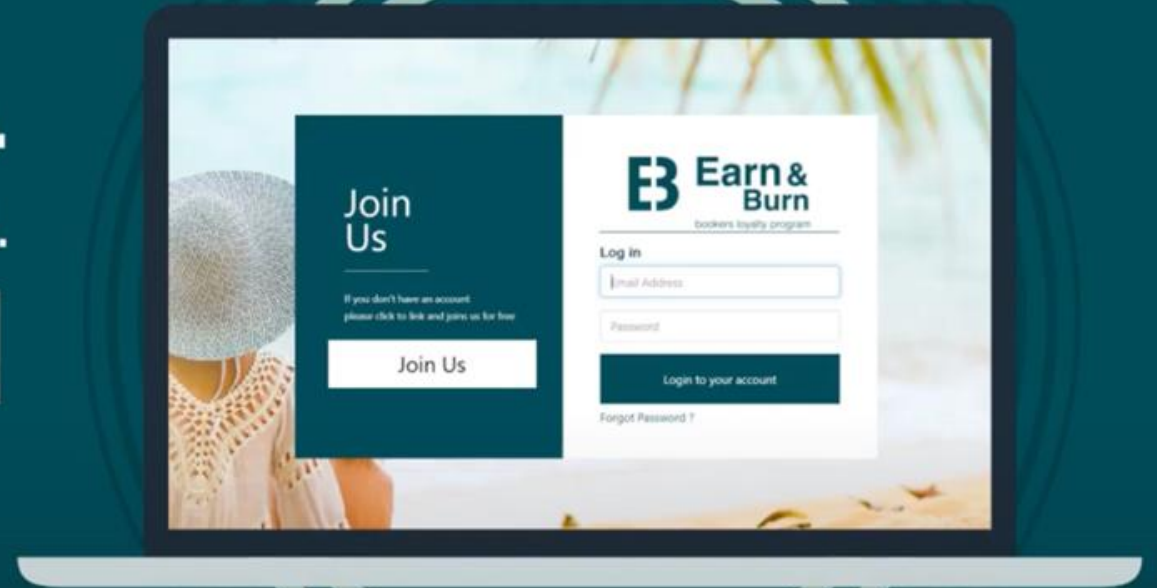 Join
Us
If you don't have an account
please click to link and joins us for free
Join Us
EB Earn &
Burn
bookers loyalty program
Log in
Email Address
Password
Login to your account
Forgot Password ?